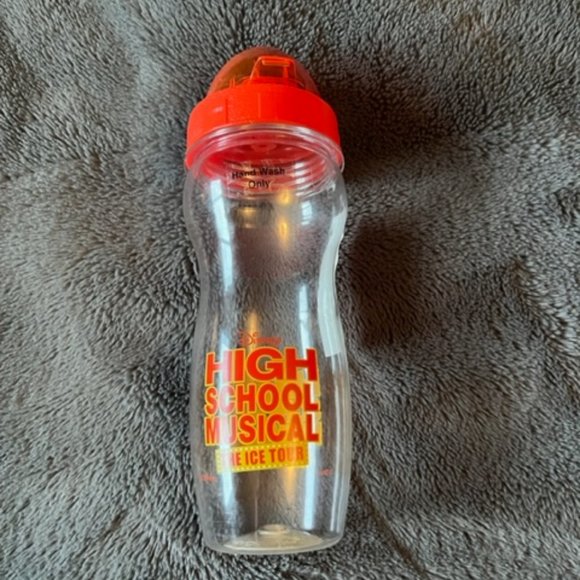 Hand Wash
Only
Disney
HIGH
SCHOOL
MUSICAL
THE ICE TOUR